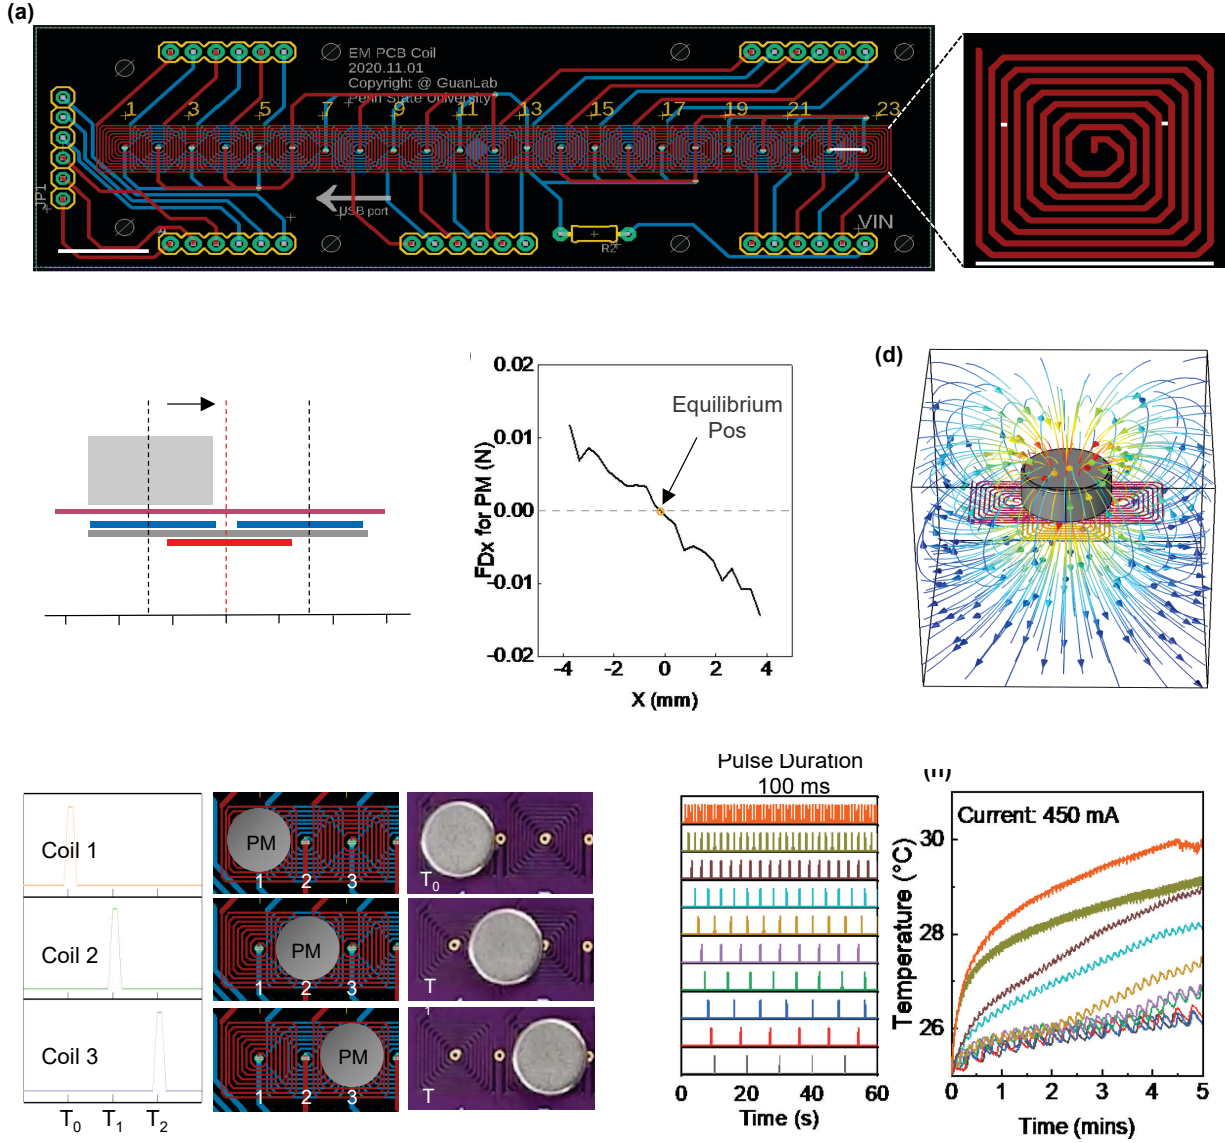 (a)
EM PCB Coil
2020.11.01
Copyright @ GuanLab
Penn State University
1 3 5 7 9 11 13 15 17 19 21 23
JP1
USB port
R2
VIN
0.02
0.01
0.00
-0.01
-0.02
FDx for PM (N)
Equilibrium
Pos
-4 -2 0 2 4
X (mm)
(d)
Coil 1
Coil 2
Coil 3
T0 T1 T2
PM
1 2 3
PM
1 2 3
PM
1 2 3
T0
T
1
T
Pulse Duration
100 ms
0 20 40 60
Time (s)
Current: 450 mA
30
28
26
Temperature (°C)
0 1 2 3 4 5
Time (mins)